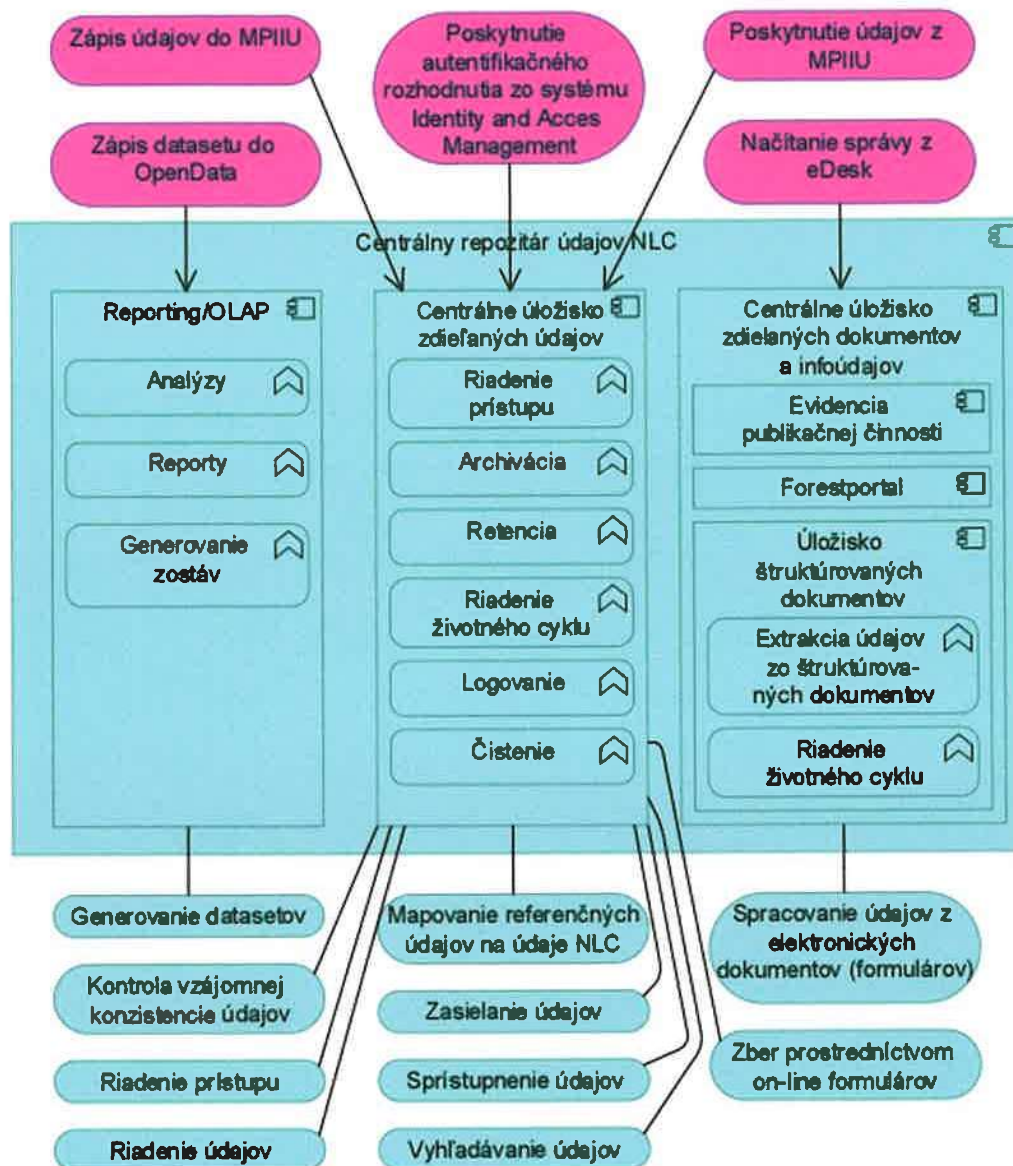 Zápis údajov do MPIIU
Poskytnutie
autentifikačného
rozhodnutia zo systému
Identity and Acces
Management
Poskytnutie údajov z
MPIIU
Zápis datasetu do
OpenData
Načítanie správy z
eDesk
Centrálny repozitár údajov NLC
Reporting/OLAP
Analýzy
Reporty
Generovanie
zostáv
Centrálne úložisko
zdieľaných údajov
Riadenie
prístupu
Archivácia
Retencia
Riadenie
životného cyklu
Logovanie
Čistenie
Centrálne úložisko
zdielaných dokumentov
a infoúdajov
Evidencia
publikačnej činnosti
Forestportal
Úložisko
štruktúrovaných
dokumentov
Extrakcia údajov
zo štruktúrova-
ných dokumentov
Riadenie
životného cyklu
Generovanie datasetov
Kontrola vzájomnej
konzistencie údajov
Riadenie prístupu
Riadenie údajov
Mapovanie referenčných
údajov na údaje NLC
Zasielanie údajov
Sprístupnenie údajov
Vyhľadávanie údajov
Spracovanie údajov z
elektronických
dokumentov (formulárov)
Zber prostredníctvom
on-line formulárov